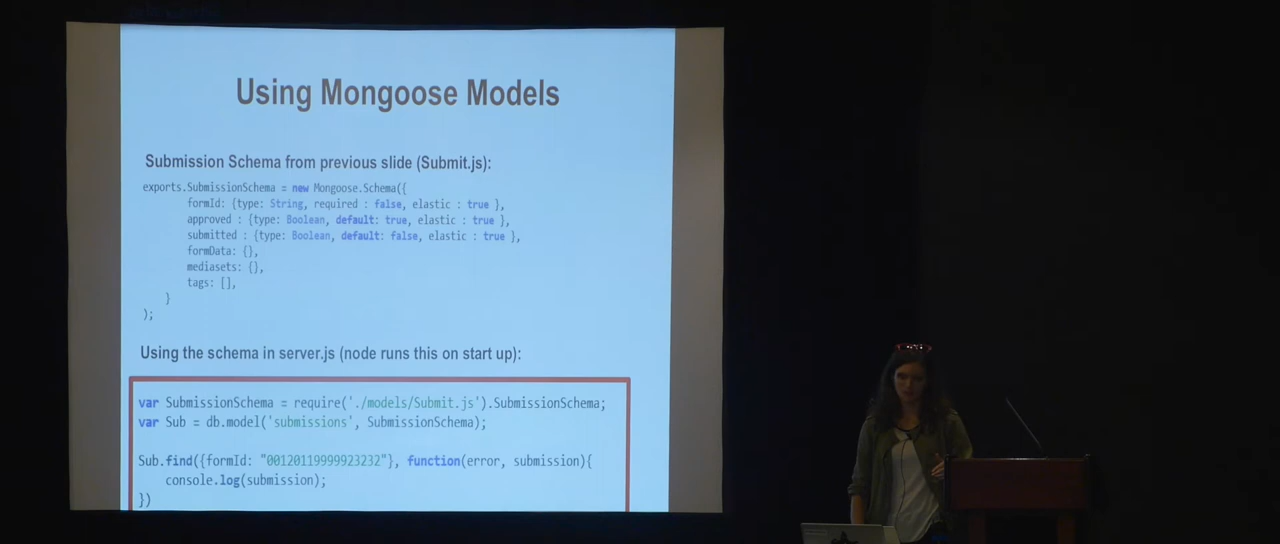 Using Mongoose Models
Submission Schema from previous slide (Submit.js):
exports.SubmissionSchema = new Mongoose.Schema({
formId: {type: String, required : false, elastic : true },
approved : {type: Boolean, default: true, elastic : true },
submitted : {type: Boolean, default: false, elastic : true },
formData: {},
mediasets: {},
tags: [],
}
);
Using the schema in server.js (node runs this on start up):
var SubmissionSchema = require('./models/Submit.js').SubmissionSchema;
var Sub = db.model('submissions', SubmissionSchema);
Sub.find({formId: "00120119999923232"}, function(error, submission){
console.log(submission);
})